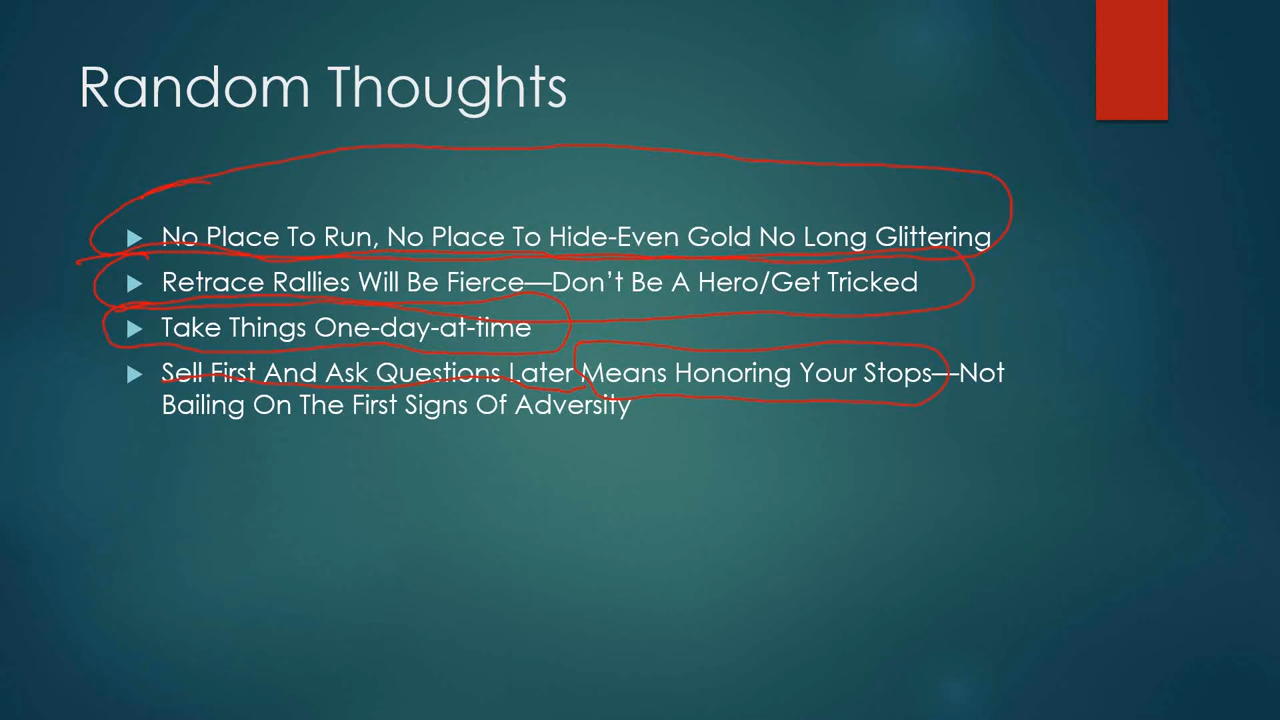 Random Thoughts
No Place To Run, No Place To Hide-Even Gold No Long Glittering
Retrace Rallies Will Be Fierce—Don't Be A Hero/Get Tricked
Take Things One-day-at-time
Sell First And Ask Questions Later Means Honoring Your Stops—Not
Bailing On The First Signs Of Adversity